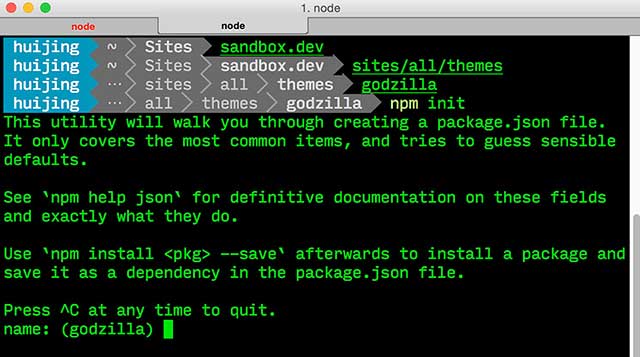 1. node
node node
huijing ~ Sites sandbox.dev
huijing ~ Sites sandbox.dev sites/all/themes
huijing ... sites all themes godzilla
huijing ... all themes godzilla npm init
This utility will walk you through creating a package.json file.
It only covers the most common items, and tries to guess sensible
defaults.
See `npm help json` for definitive documentation on these fields
and exactly what they do.
Use `npm install <pkg> --save` afterwards to install a package and
save it as a dependency in the package.json file.
Press ^C at any time to quit.
name: (godzilla)